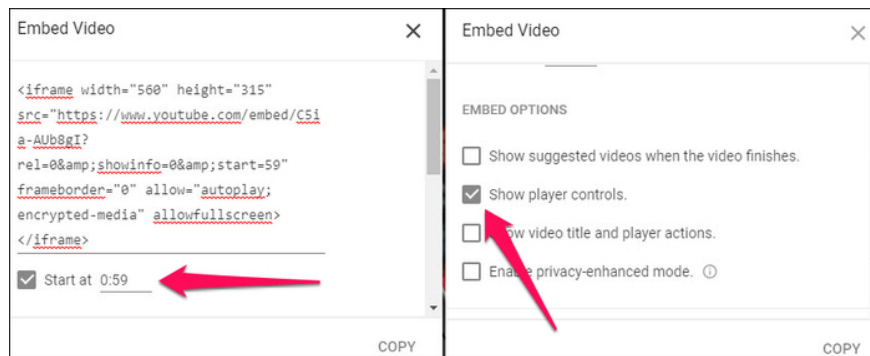 Embed Video
<iframe width="560" height="315"
src="https://www.youtube.com/embed/C5i
a-AUb8gI?
rel=0&amp;showinfo=0&amp;start=59"
frameborder="0" allow="autoplay;
encrypted-media" allowfullscreen>
</iframe>
Start at 0:59
COPY
Embed Video
EMBED OPTIONS
Show suggested videos when the video finishes.
Show player controls.
Show video title and player actions.
Enable privacy-enhanced mode.
COPY